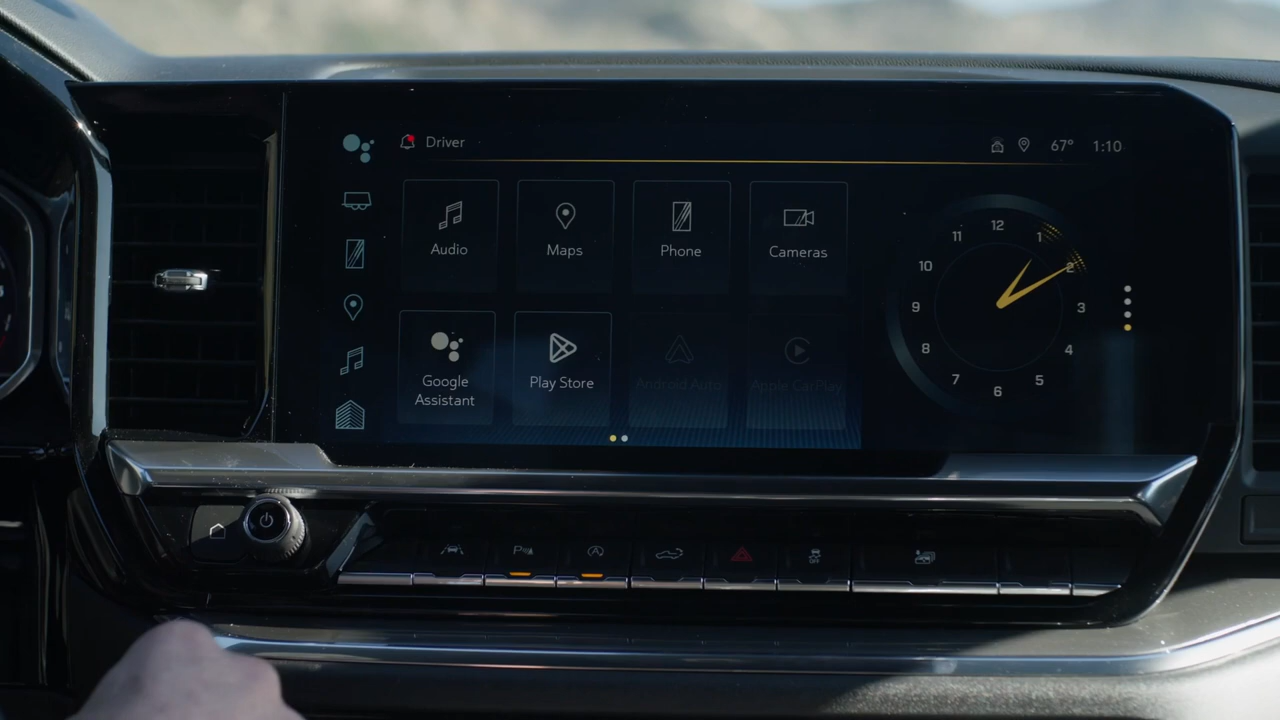 Driver
67° 1:10
Audio
Maps
Phone
Cameras
Google
Assistant
Play Store
Android Auto
Apple CarPlay
12
1
2
3
4
5
6
7
8
9
10
11
P
A
OFF